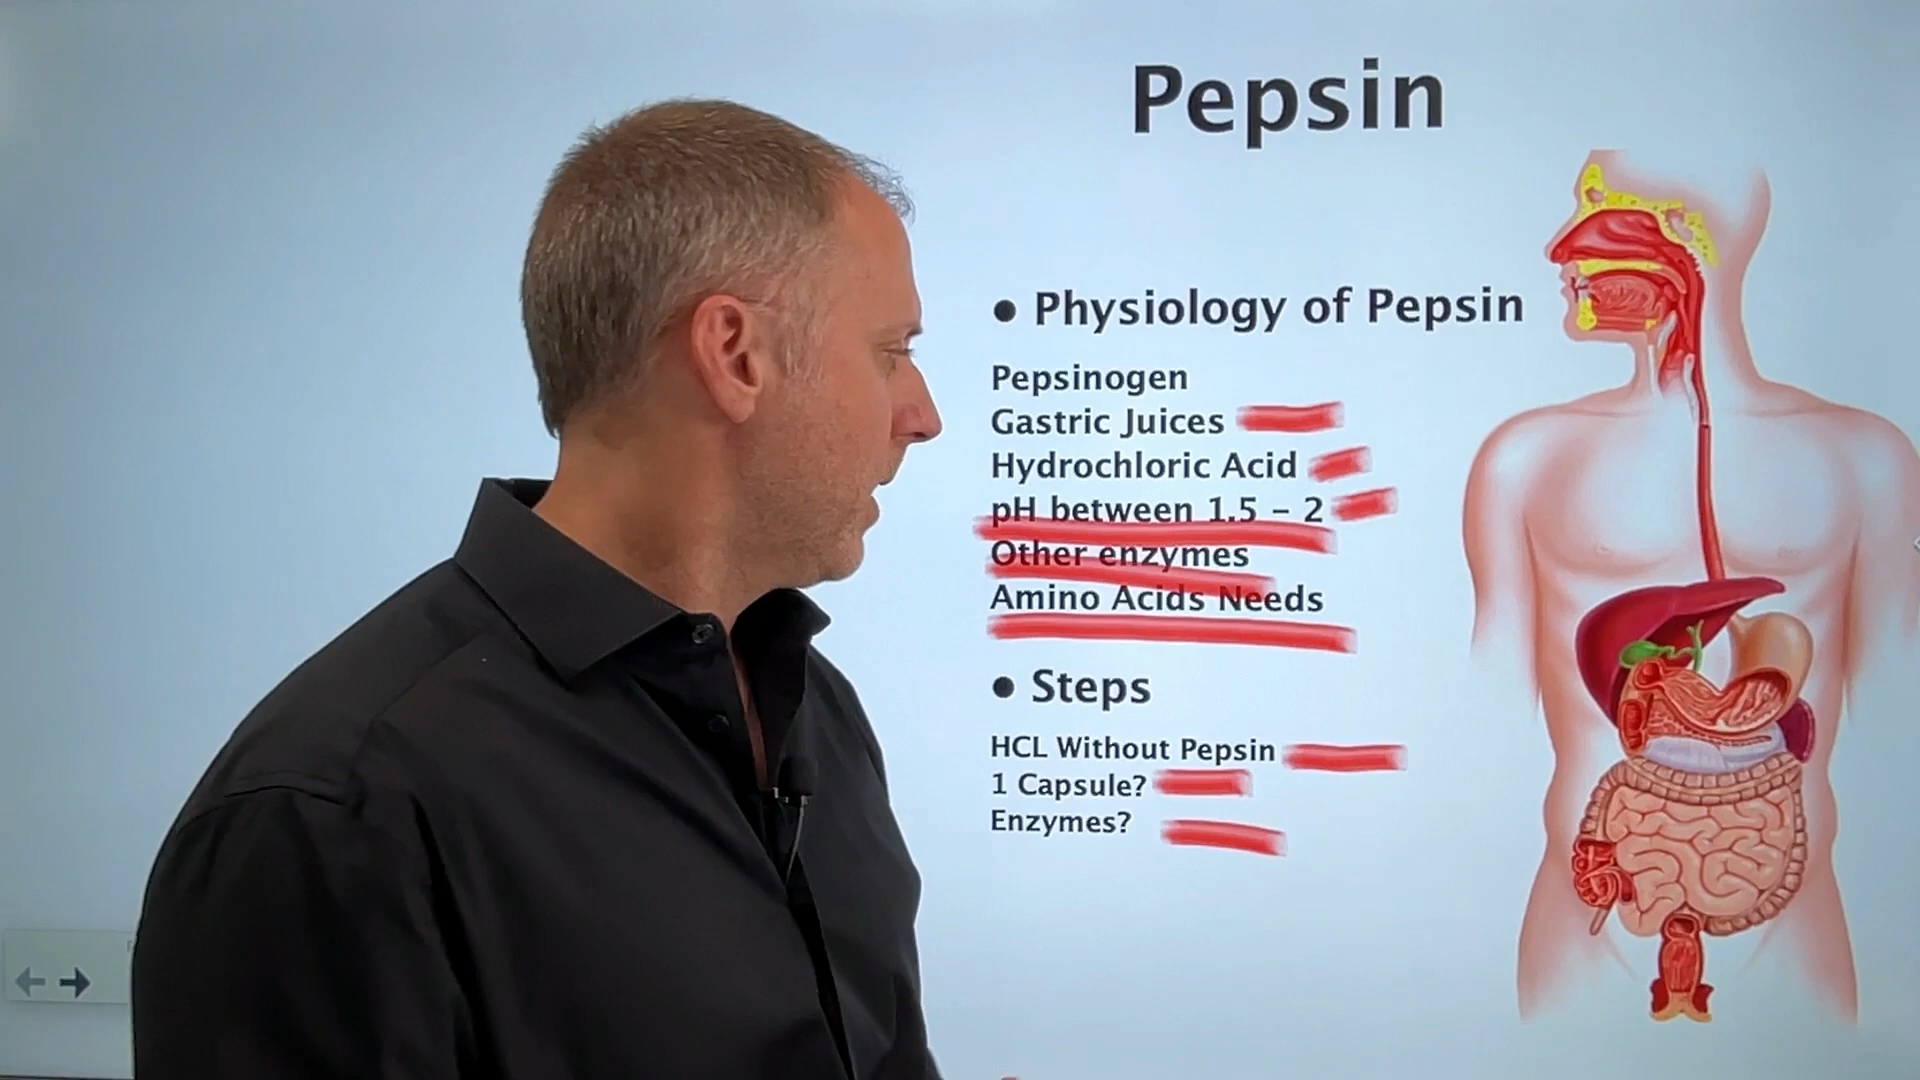 Pepsin
• Physiology of Pepsin
Pepsinogen
Gastric Juices
Hydrochloric Acid
pH between 1.5 – 2
Other enzymes
Amino Acids Needs
• Steps
HCL Without Pepsin
1 Capsule?
Enzymes?